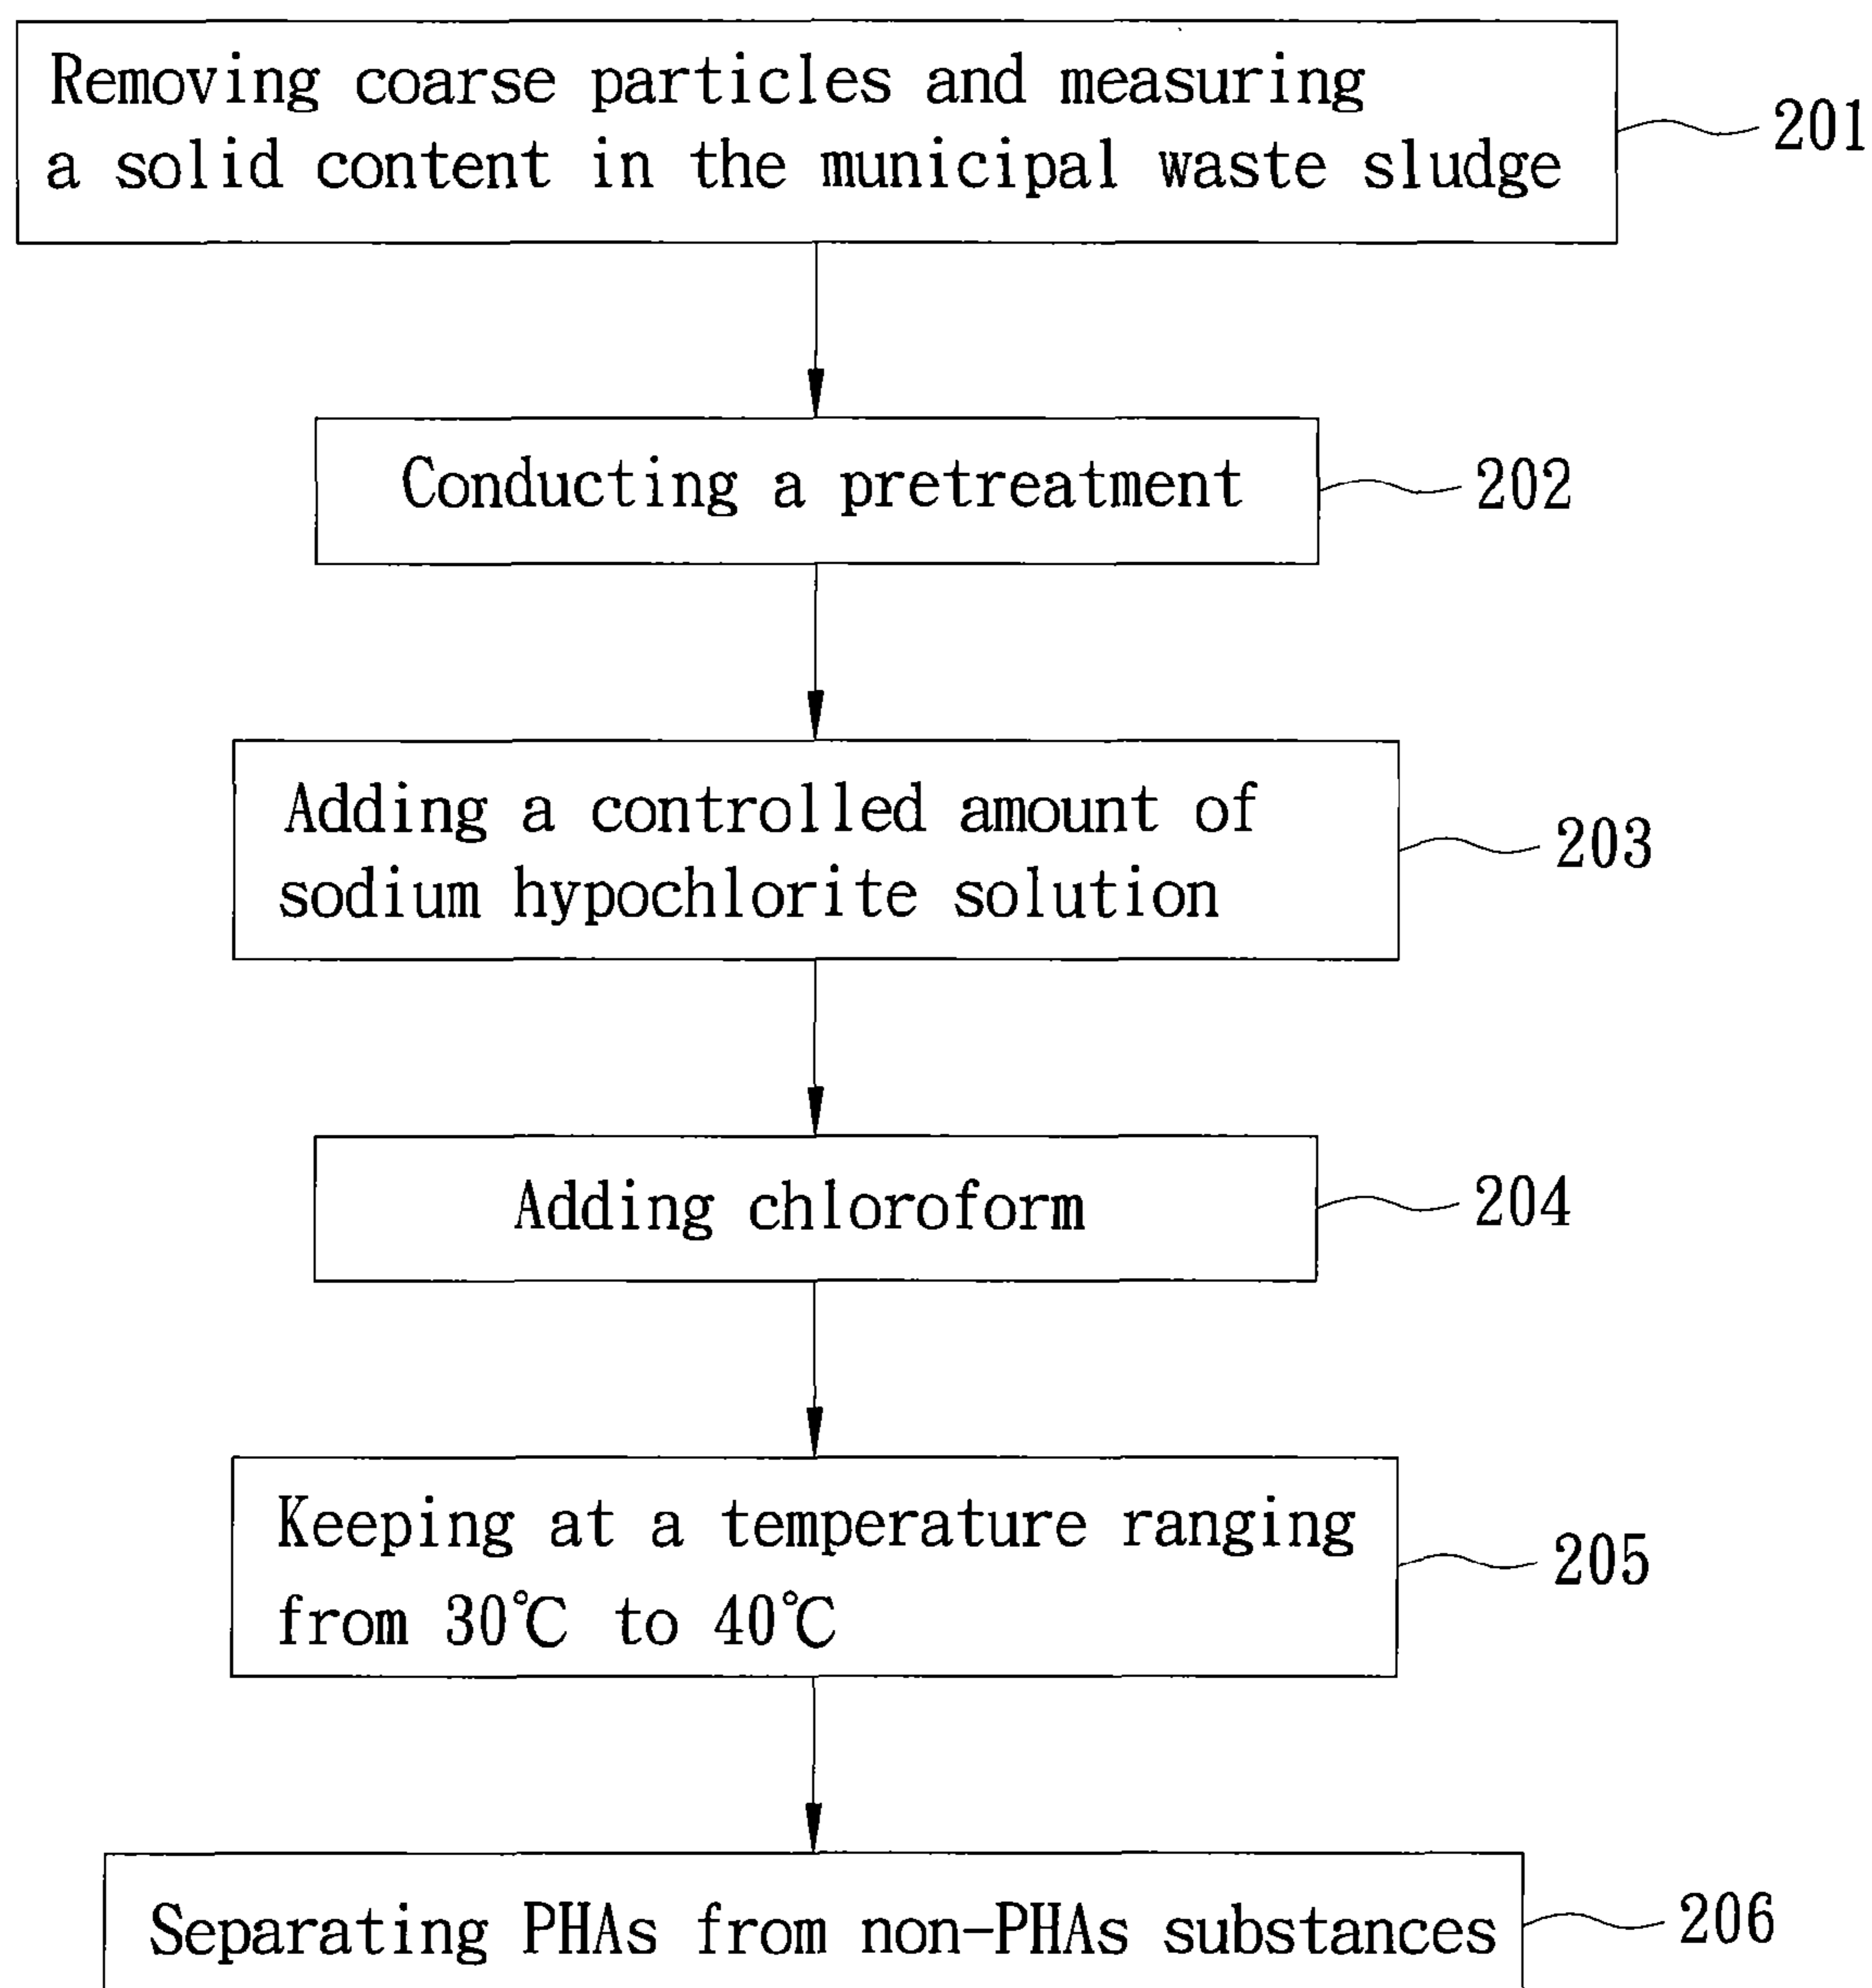 Removing coarse particles and measuring
a solid content in the municipal waste sludge
201
Conducting a pretreatment
202
Adding a controlled amount of
sodium hypochlorite solution
203
Adding chloroform
204
Keeping at a temperature ranging
from 30℃ to 40℃
205
Separating PHAs from non-PHAs substances
206